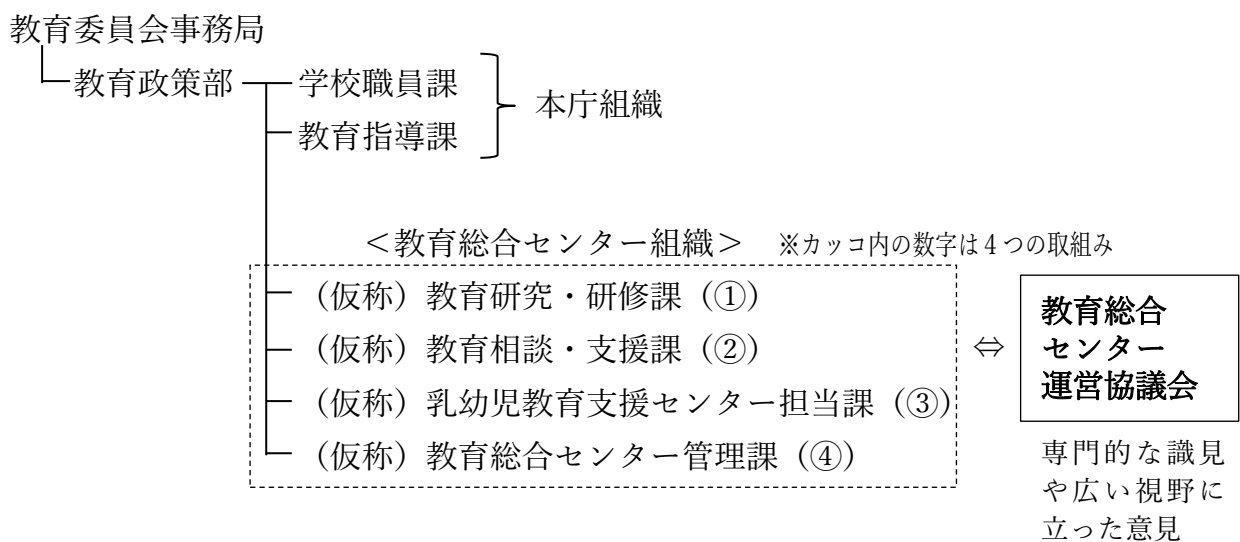 教育委員会事務局
教育政策部
学校職員課
教育指導課
本庁組織
＜教育総合センター組織＞ ※カッコ内の数字は４つの取組み
（仮称）教育研究・研修課（①）
（仮称）教育相談・支援課（②）
（仮称）乳幼児教育支援センター担当課（③）
（仮称）教育総合センター管理課（④）
⇔
教育総合
センター
運営協議会
専門的な識見
や広い視野に
立った意見